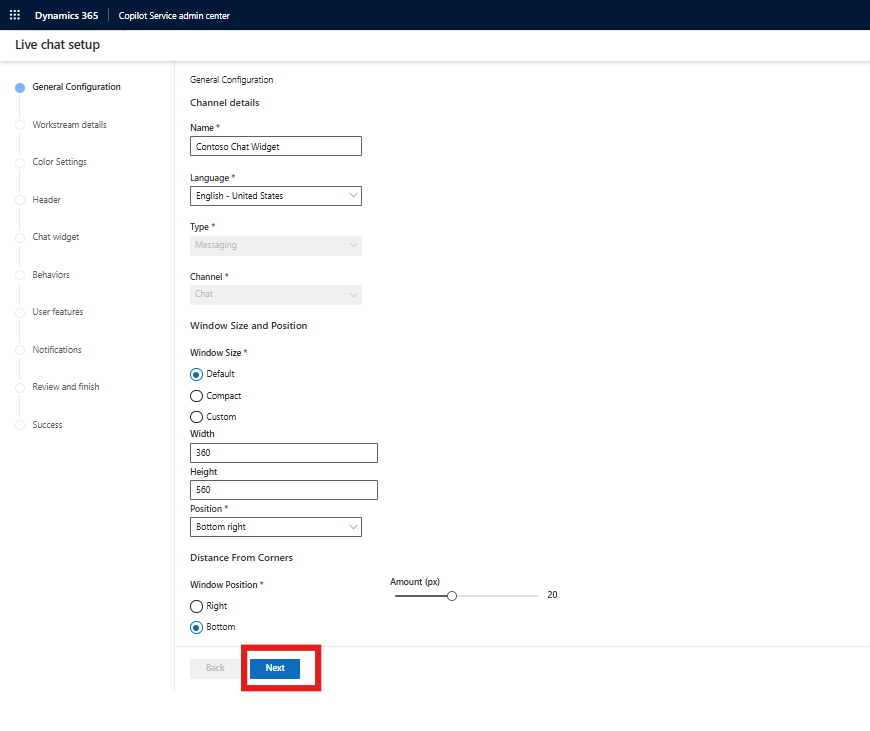 Dynamics 365 Copilot Service admin center
Live chat setup
General Configuration
Workstream details
Color Settings
Header
Chat widget
Behaviors
User features
Notifications
Review and finish
Success
General Configuration
Channel details
Name *
Contoso Chat Widget
Language *
English - United States
Type *
Messaging
Channel *
Chat
Window Size and Position
Window Size *
Default
Compact
Custom
Width
360
Height
560
Position *
Bottom right
Distance From Corners
Window Position *
Right
Bottom
Amount (px)
20
Back Next